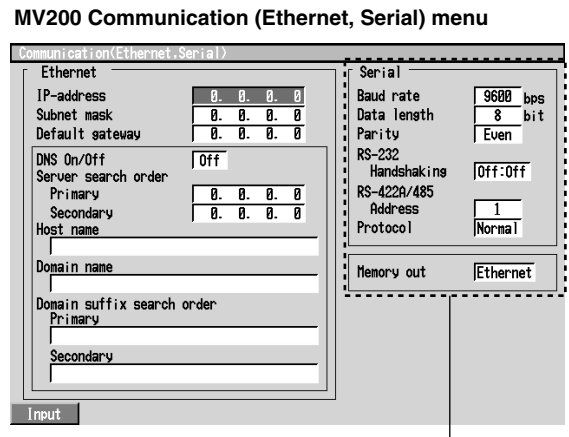 MV200 Communication (Ethernet, Serial) menu
Communication(Ethernet.Serial)
Ethernet
IP-address 0. 0. 0. 0
Subnet mask 0. 0. 0. 0
Default gateway 0. 0. 0. 0
DNS On/Off Off
Server search order
Primary 0. 0. 0. 0
Secondary 0. 0. 0. 0
Host name
Domain name
Domain suffix search order
Primary
Secondary
Serial
Baud rate 9600 bps
Data length 8 bit
Parity Even
RS-232
Handshaking Off:Off
RS-422A/485
Address 1
Protocol Normal
Memory out Ethernet
Input